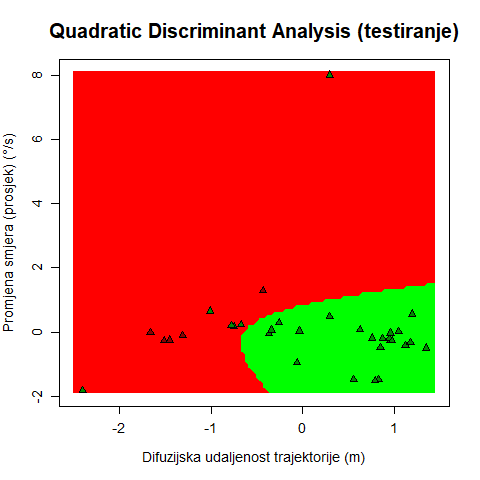 Quadratic Discriminant Analysis (testiranje)
Promjena smjera (prosjek) (°/s)
8
6
4
2
0
-2
-2 -1 0 1
Difuzijska udaljenost trajektorije (m)